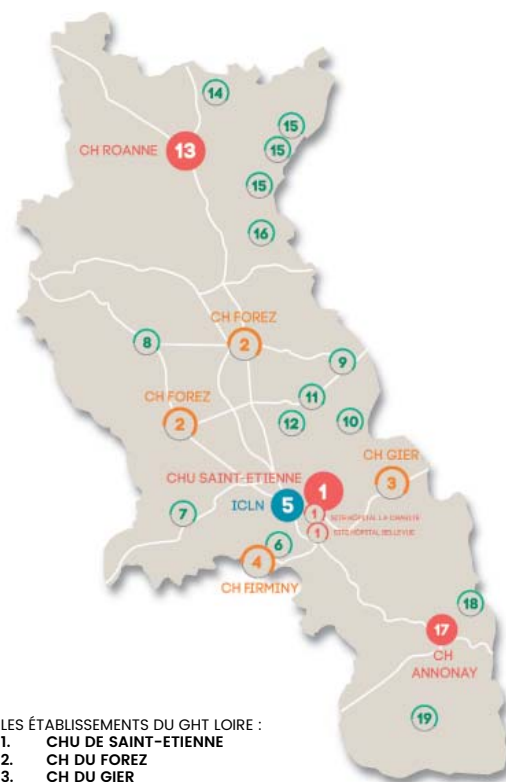 14
15
CH ROANNE 13
15
15
16
CH FOREZ
8
2
9
CH FOREZ
11
2
12
10
CH GIER
CHU SAINT-ETIENNE
1
3
ICLN 5
7
1 SITE HÔPITAL LA CHARITÉ
1 SITE HÔPITAL BELLEVUE
6
4
CH FIRMINY
18
17
CH
ANNONAY
19
LES ÉTABLISSEMENTS DU GHT LOIRE :
1. CHU DE SAINT-ETIENNE
2. CH DU FOREZ
3. CH DU GIER